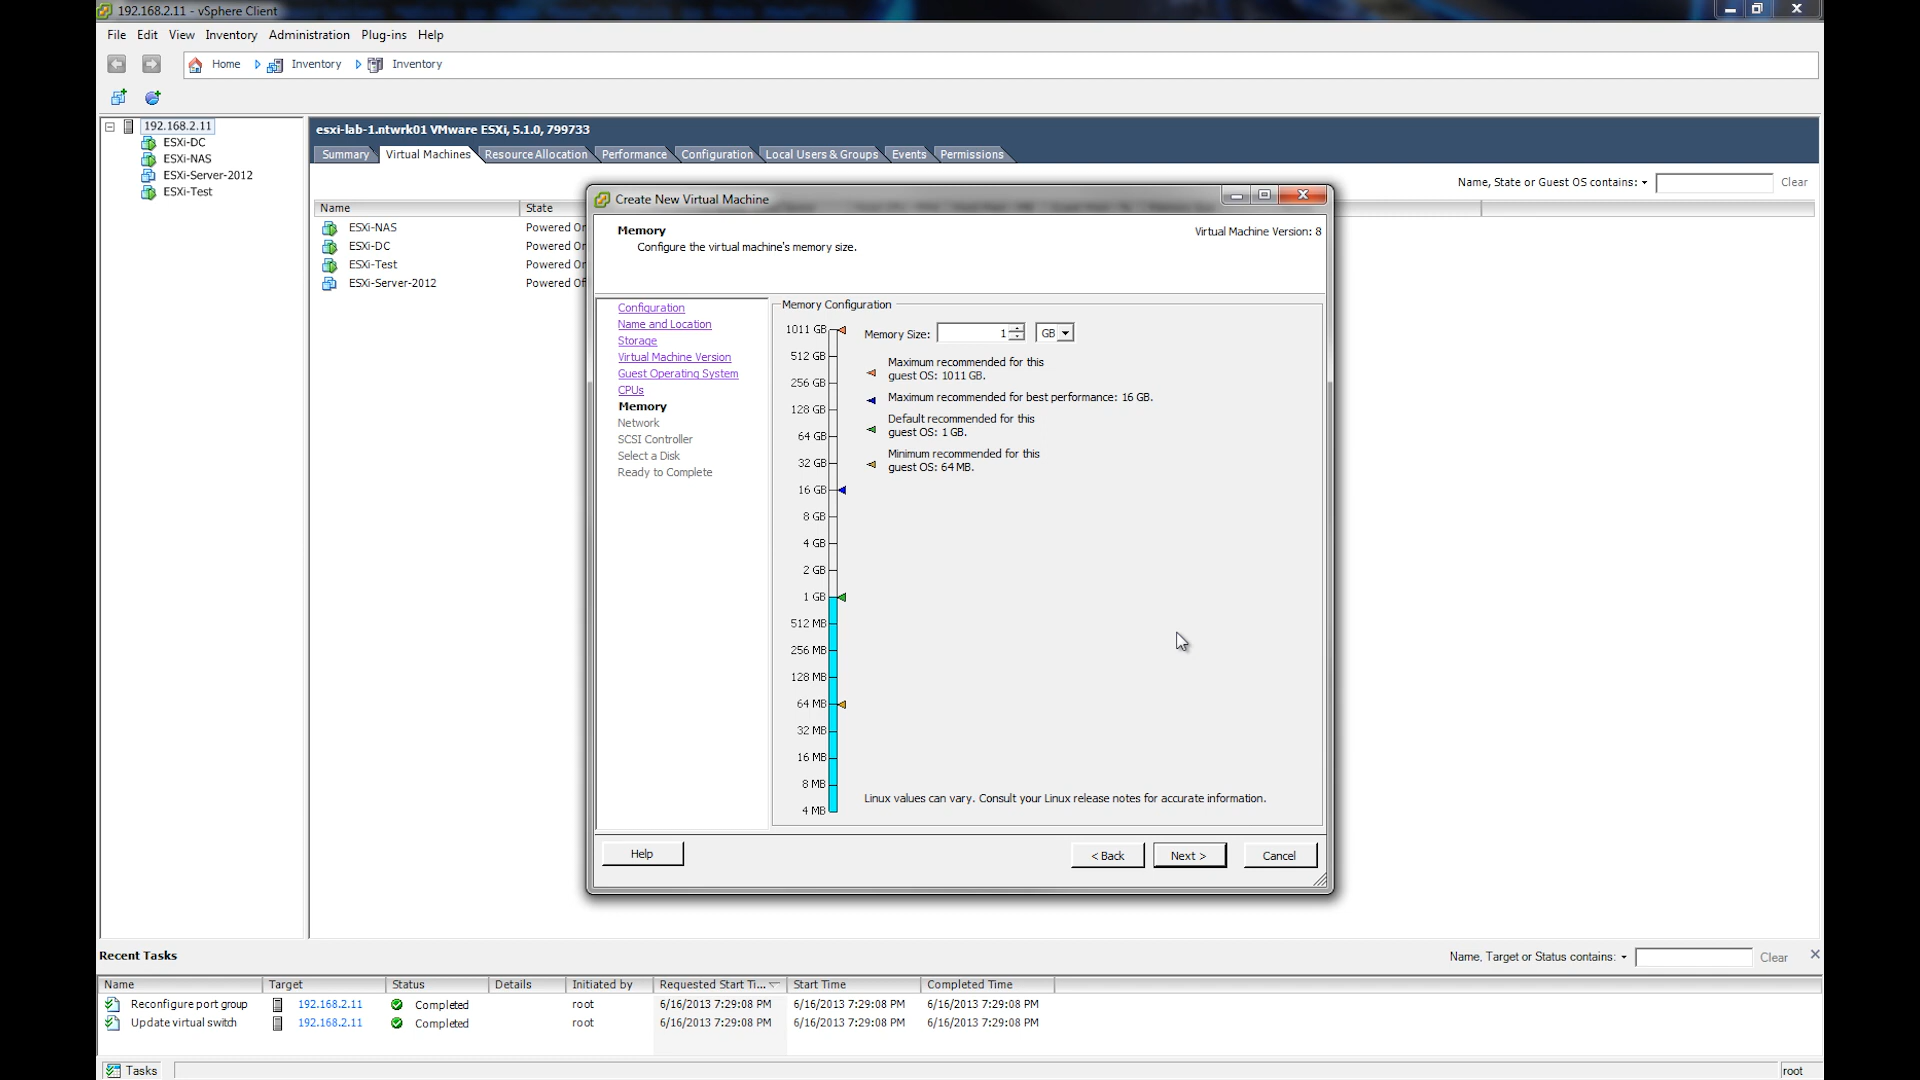 192.168.2.11 - vSphere Client
File Edit View Inventory Administration Plug-ins Help
Home Inventory Inventory
192.168.2.11
ESXi-DC
ESXi-NAS
ESXi-Server-2012
ESXi-Test
esxi-lab-1.ntwrk01 VMware ESXi, 5.1.0, 799733
Summary Virtual Machines Resource Allocation Performance Configuration Local Users & Groups Events Permissions
Name, State or Guest OS contains: Clear
Name State
ESXi-NAS Powered On
ESXi-DC Powered On
ESXi-Test Powered On
ESXi-Server-2012 Powered Of
Create New Virtual Machine
Memory
Configure the virtual machine's memory size.
Virtual Machine Version: 8
Configuration
Name and Location
Storage
Virtual Machine Version
Guest Operating System
CPUs
Memory
Network
SCSI Controller
Select a Disk
Ready to Complete
Memory Configuration
1011 GB
512 GB
256 GB
128 GB
64 GB
32 GB
16 GB
8 GB
4 GB
2 GB
1 GB
512 MB
256 MB
128 MB
64 MB
32 MB
16 MB
8 MB
4 MB
Memory Size: 1 GB
Maximum recommended for this
guest OS: 1011 GB.
Maximum recommended for best performance: 16 GB.
Default recommended for this
guest OS: 1 GB.
Minimum recommended for this
guest OS: 64 MB.
Linux values can vary. Consult your Linux release notes for accurate information.
Help < Back Next > Cancel
Recent Tasks
Name, Target or Status contains: Clear
Name Target Status Details Initiated by Requested Start Ti... Start Time Completed Time
Reconfigure port group 192.168.2.11 Completed root 6/16/2013 7:29:08 PM 6/16/2013 7:29:08 PM 6/16/2013 7:29:08 PM
Update virtual switch 192.168.2.11 Completed root 6/16/2013 7:29:08 PM 6/16/2013 7:29:08 PM 6/16/2013 7:29:08 PM
Tasks root